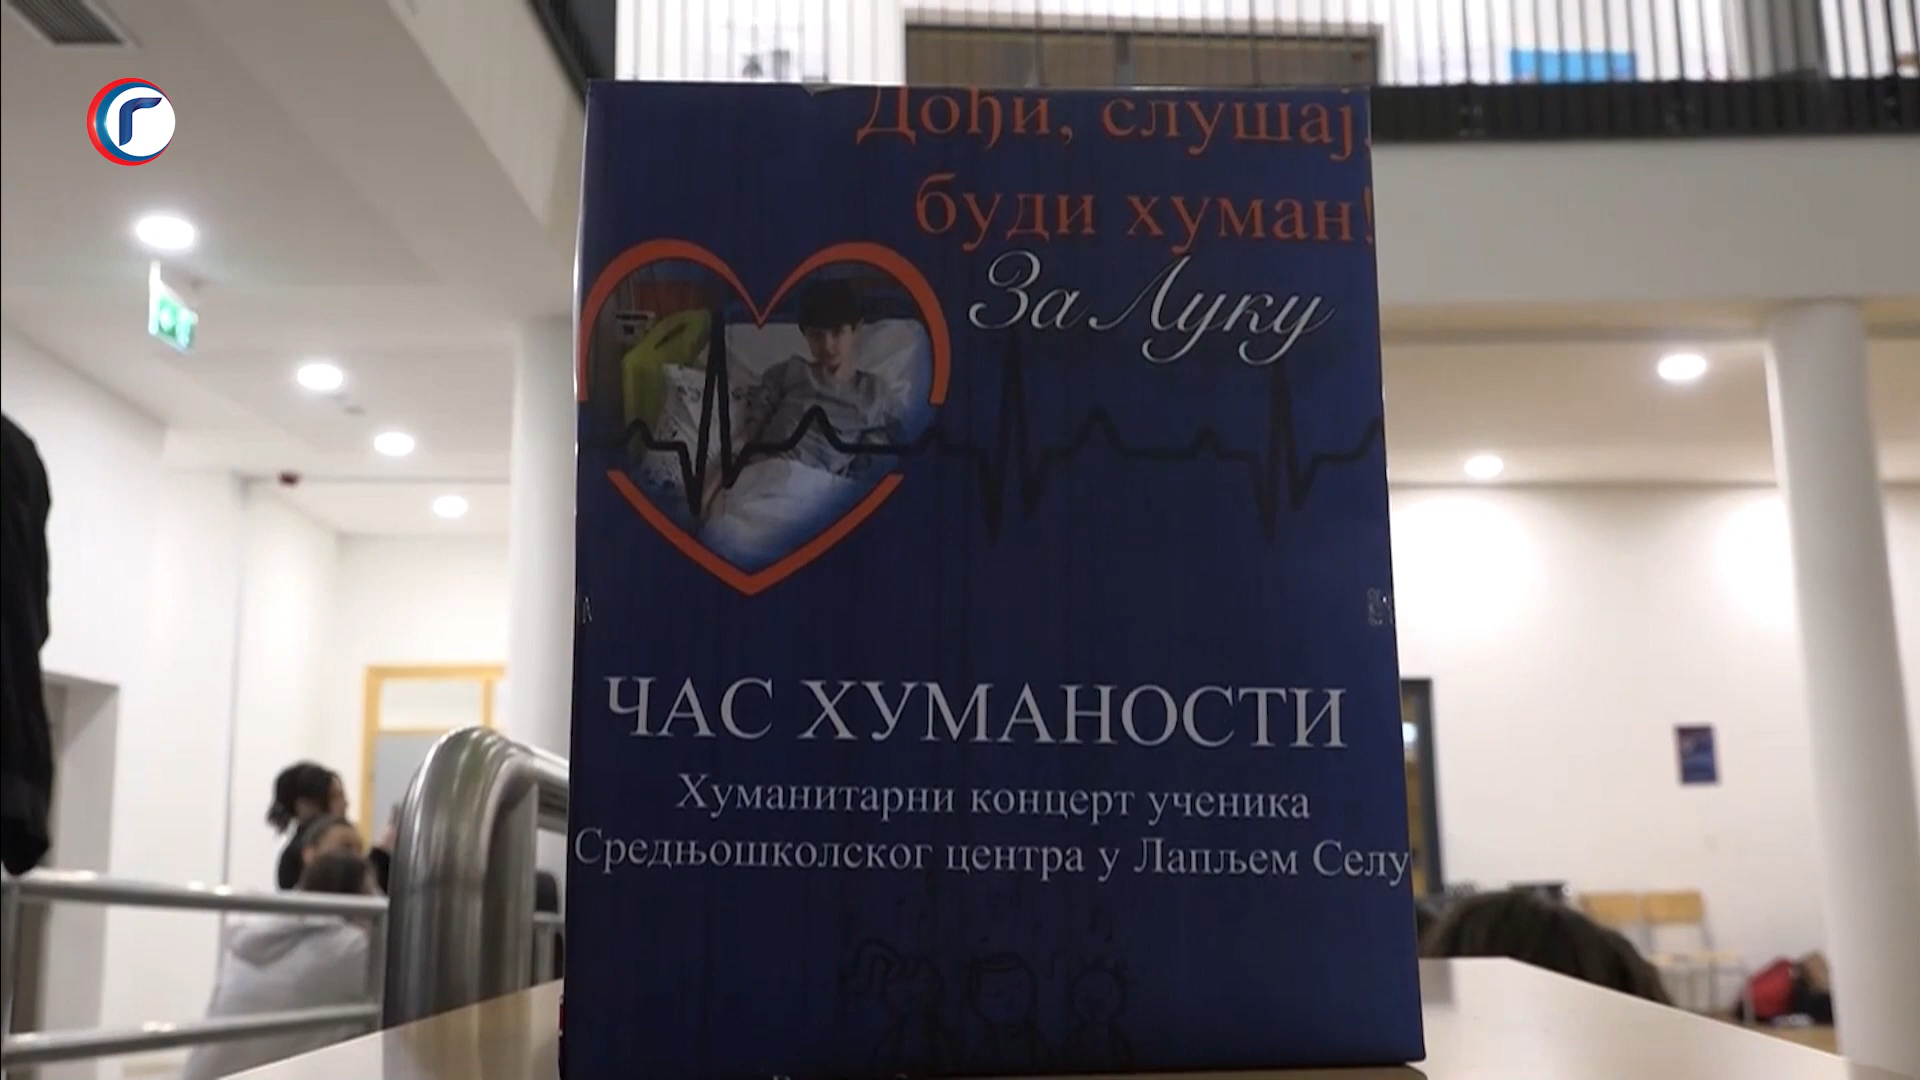 Дођи, слушај,
буди хуман!
За Луку
ЧАС ХУМАНОСТИ
Хуманитарни концерт ученика
Средњошколског центра у Лапљем Селу